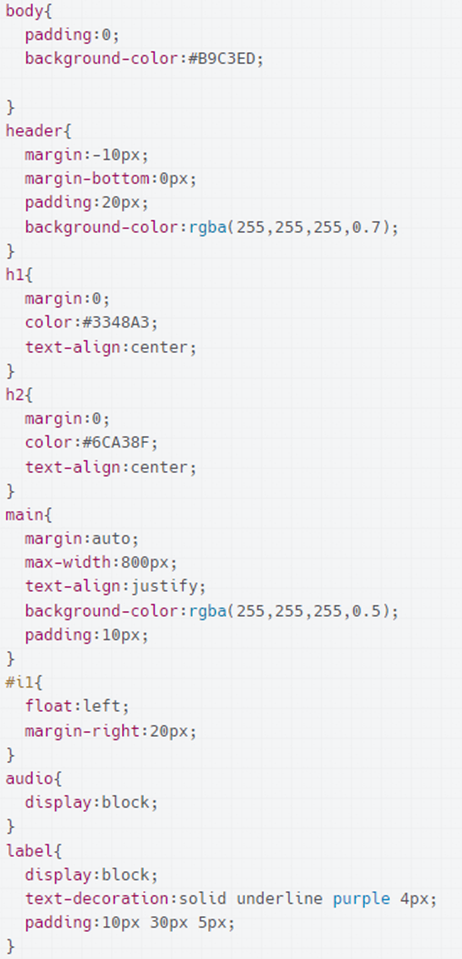 body{
padding:0;
background-color:#B9C3ED;
}
header{
margin:-10px;
margin-bottom:0px;
padding:20px;
background-color:rgba(255,255,255,0.7);
}
h1{
margin:0;
color:#3348A3;
text-align:center;
}
h2{
margin:0;
color:#6CA38F;
text-align:center;
}
main{
margin:auto;
max-width:800px;
text-align:justify;
background-color:rgba(255,255,255,0.5);
padding:10px;
}
#i1{
float:left;
margin-right:20px;
}
audio{
display:block;
}
label{
display:block;
text-decoration:solid underline purple 4px;
padding:10px 30px 5px;
}